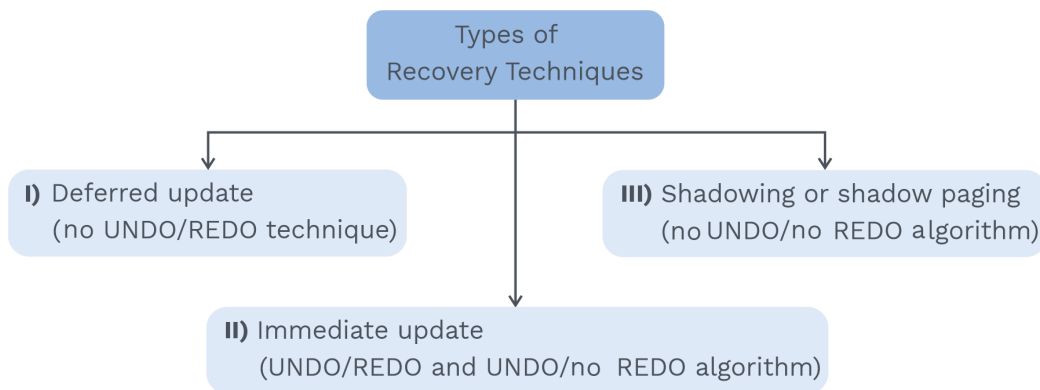 Types of
Recovery Techniques
I) Deferred update
(no UNDO/REDO technique)
III) Shadowing or shadow paging
(no UNDO/no REDO algorithm)
II) Immediate update
(UNDO/REDO and UNDO/no REDO algorithm)